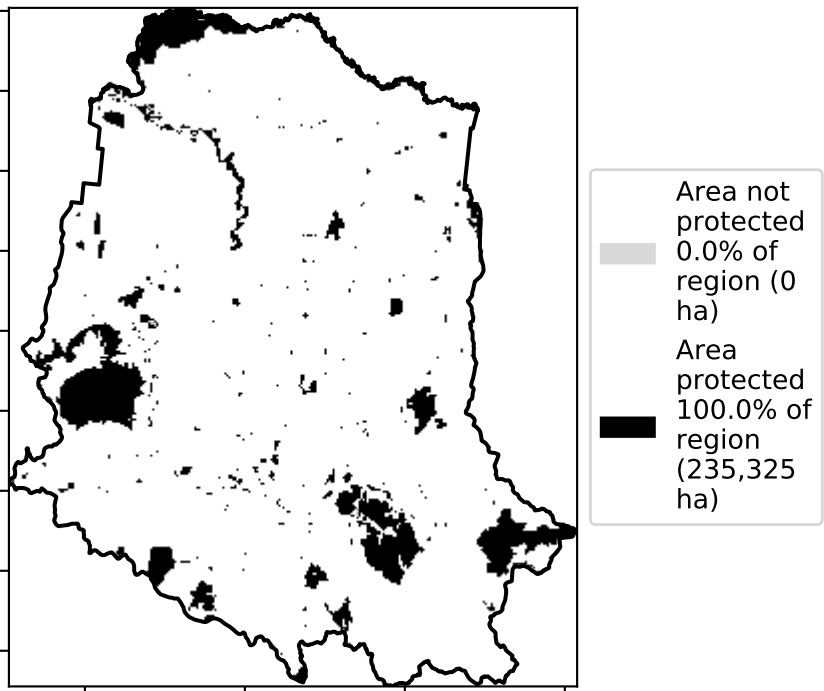 Area not
protected
0.0% of
region (0
ha)
Area
protected
100.0% of
region
(235,325
ha)